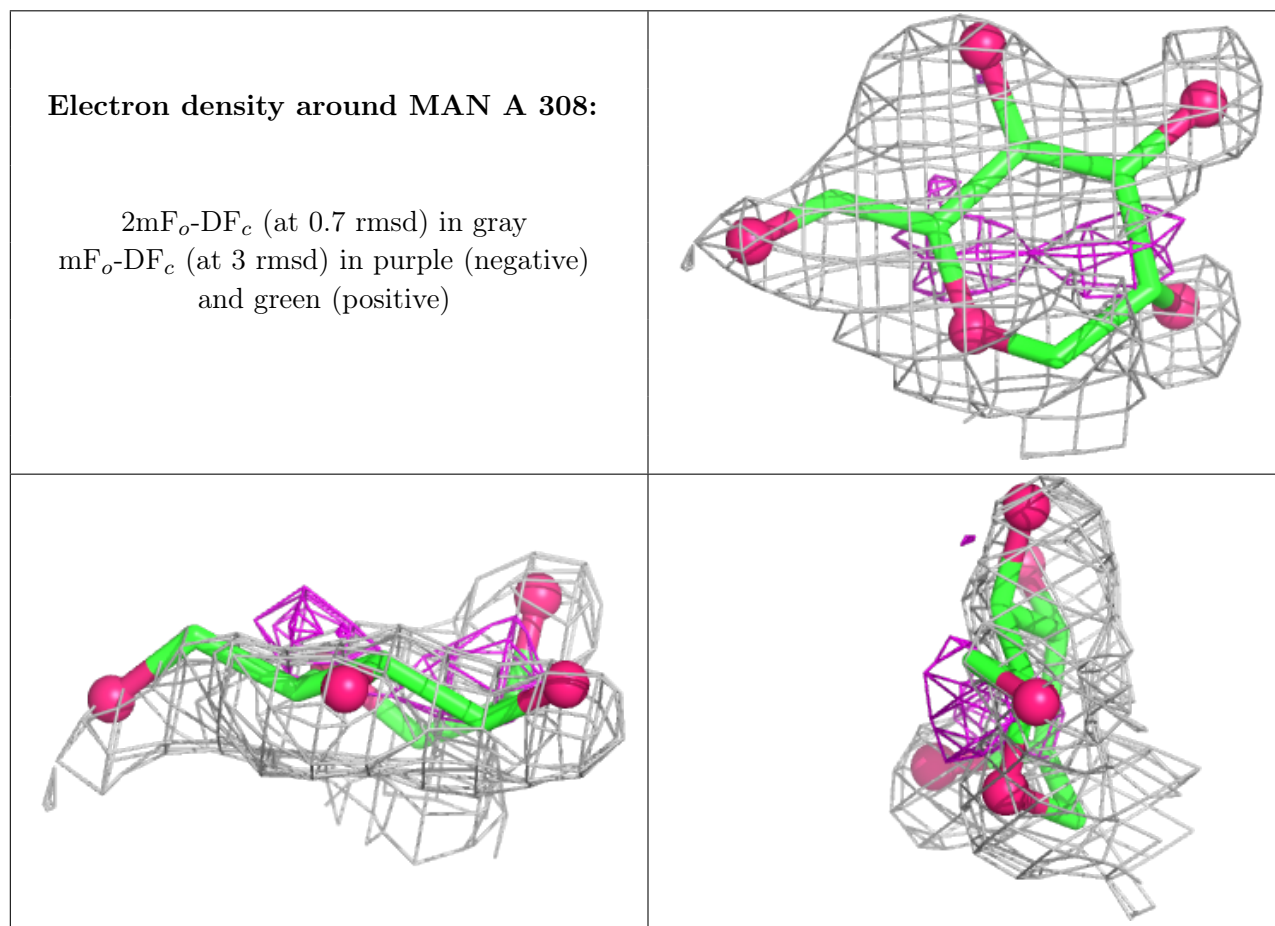 Electron density around MAN A 308:
2mFo-DFc (at 0.7 rmsd) in gray
mFo-DFc (at 3 rmsd) in purple (negative)
and green (positive)